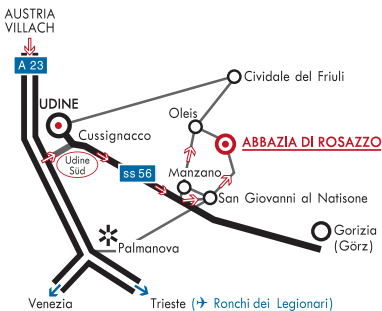 AUSTRIA
VILLACH
A 23
Cividale del Friuli
UDINE
Oleis
Cussignacco
ABBAZIA DI ROSAZZO
Udine
Süd
ss 56
Manzano
San Giovanni al Natisone
Gorizia
(Görz)
Palmanova
Venezia
Trieste (✈ Ronchi dei Legionari)